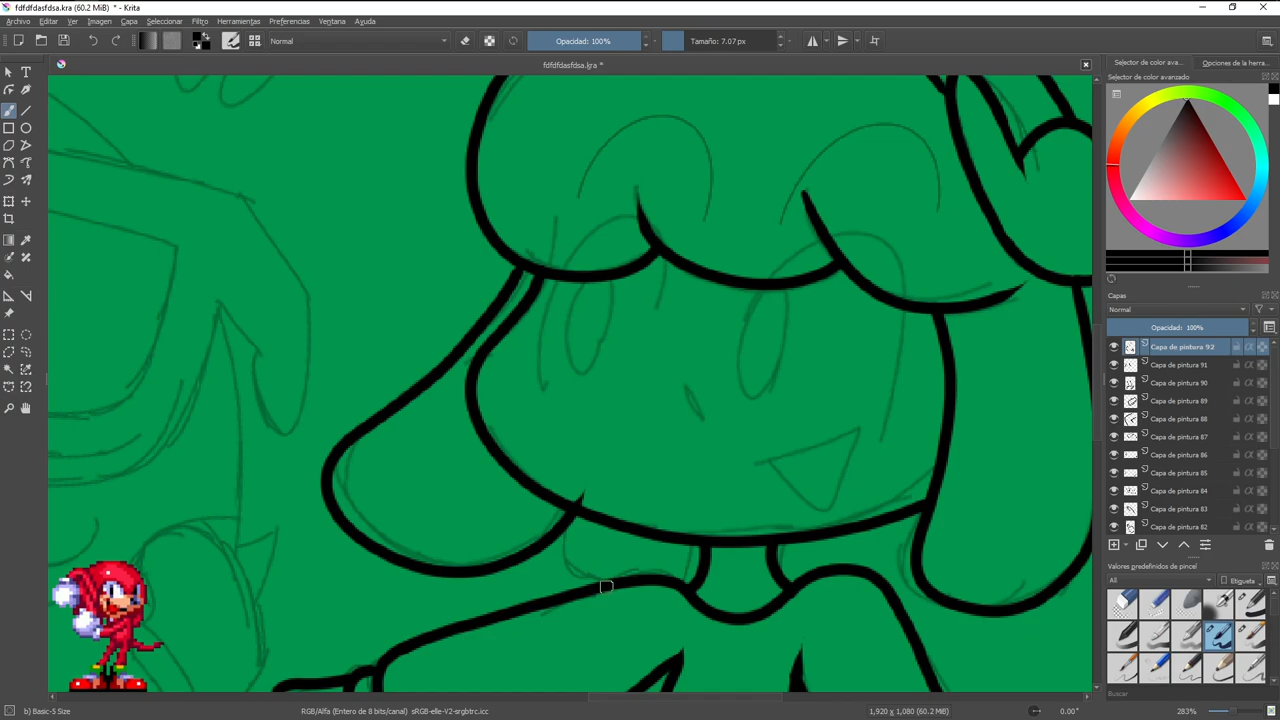 fdfdfdasfdsa.kra (60.2 MiB) * - Krita
Archivo Editar Ver Imagen Capa Seleccionar Filtro Herramientas Preferencias Ventana Ayuda
Normal Opacidad: 100% Tamaño: 7.07 px
fdfdfdasfdsa.kra *
Selector de color ava... Opciones de la herra...
Selector de color avanzado
Capas
Normal
Opacidad: 100%
Capa de pintura 92
Capa de pintura 91
Capa de pintura 90
Capa de pintura 89
Capa de pintura 88
Capa de pintura 87
Capa de pintura 86
Capa de pintura 85
Capa de pintura 84
Capa de pintura 83
Capa de pintura 82
Valores predefinidos de pincel
All Etiqueta
Buscar
b) Basic-5 Size RGB/Alfa (Entero de 8 bits/canal) sRGB-elle-V2-srgbtrc.icc 1,920 x 1,080 (60.2 MiB) 0.00° 283%